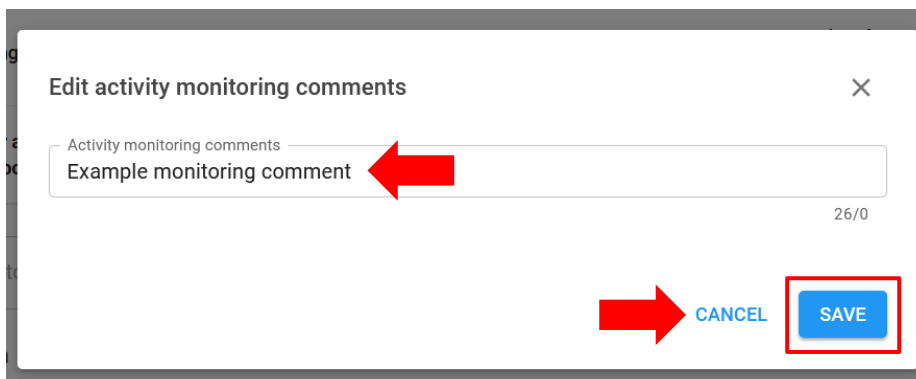 Edit activity monitoring comments
Activity monitoring comments
Example monitoring comment
26/0
CANCEL SAVE